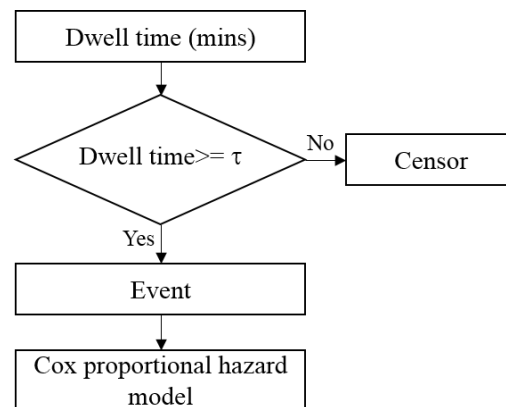 Dwell time (mins)
Dwell time>= τ
No
Censor
Yes
Event
Cox proportional hazard
model